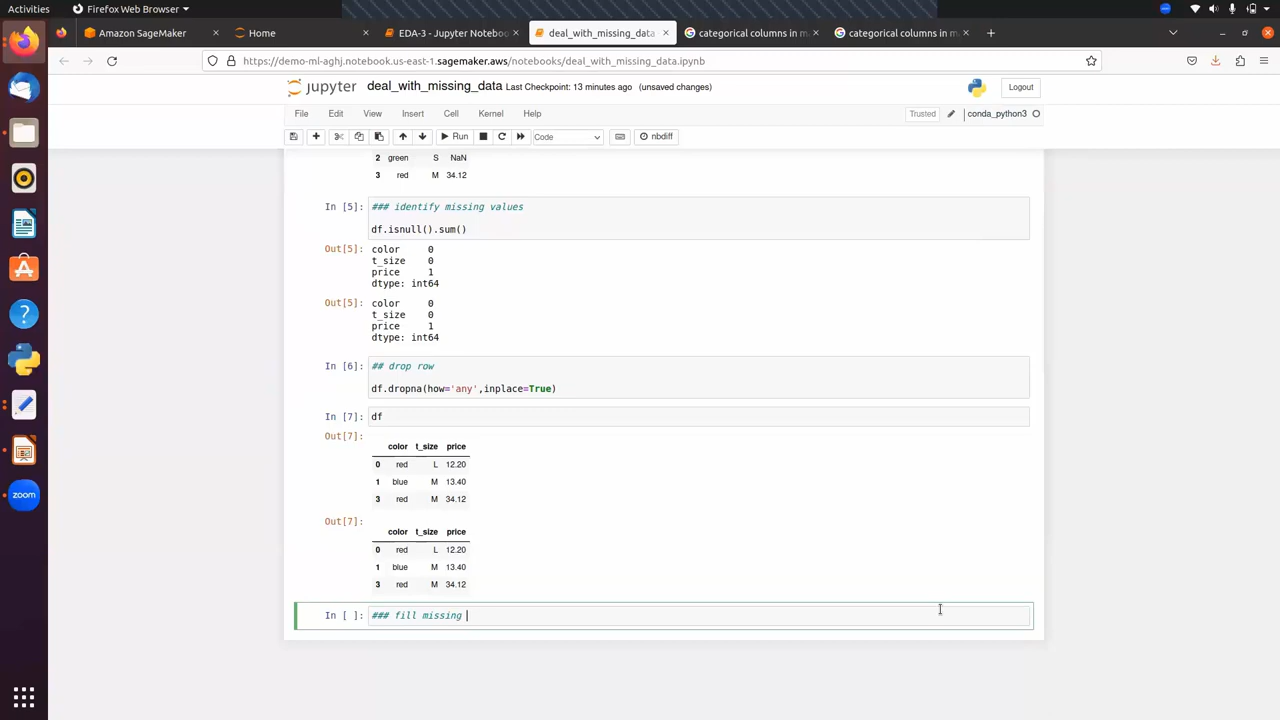 Activities
Firefox Web Browser
Amazon SageMaker
Home
EDA-3 - Jupyter Noteboo
deal_with_missing_data
categorical columns in m
categorical columns in m
https://demo-ml-aghj.notebook.us-east-1.sagemaker.aws/notebooks/deal_with_missing_data.ipynb
jupyter deal_with_missing_data Last Checkpoint: 13 minutes ago (unsaved changes)
Logout
File Edit View Insert Cell Kernel Help
Trusted conda_python3
Run Code nbdiff
2 green S NaN
3 red M 34.12
In [5]: ### identify missing values
df.isnull().sum()
Out[5]: color 0
t_size 0
price 1
dtype: int64
Out[5]: color 0
t_size 0
price 1
dtype: int64
In [6]: ## drop row
df.dropna(how='any',inplace=True)
In [7]: df
Out[7]:
color t_size price
0 red L 12.20
1 blue M 13.40
3 red M 34.12
Out[7]:
color t_size price
0 red L 12.20
1 blue M 13.40
3 red M 34.12
In [ ]: ### fill missing
zoom